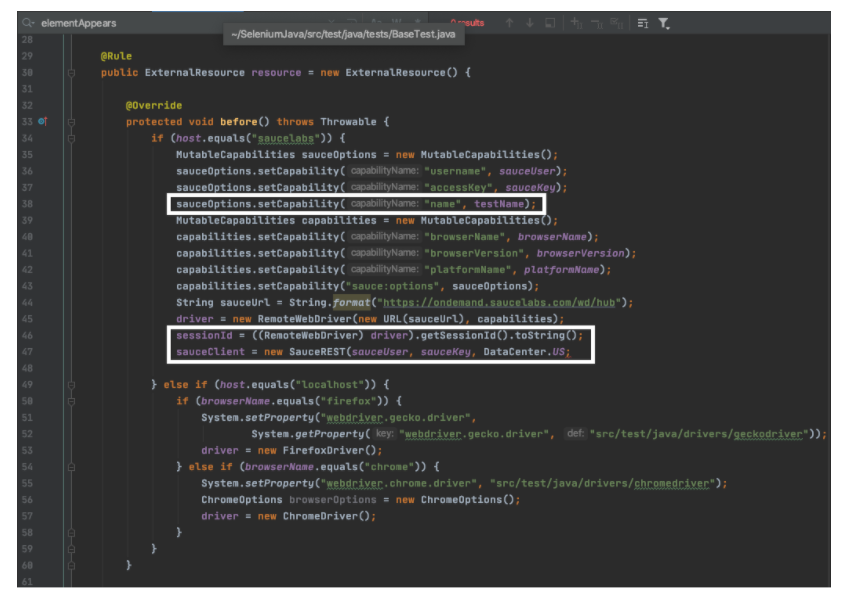 elementAppears
0 results
~/SeleniumJava/src/test/java/tests/BaseTest.java
28
29 @Rule
30 public ExternalResource resource = new ExternalResource() {
31
32 @Override
33 protected void before() throws Throwable {
34 if (host.equals("saucelabs")) {
35 MutableCapabilities sauceOptions = new MutableCapabilities();
36 sauceOptions.setCapability( capabilityName: "username", sauceUser);
37 sauceOptions.setCapability( capabilityName: "accessKey", sauceKey);
38 sauceOptions.setCapability( capabilityName: "name", testName);
39 MutableCapabilities capabilities = new MutableCapabilities();
40 capabilities.setCapability( capabilityName: "browserName", browserName);
41 capabilities.setCapability( capabilityName: "browserVersion", browserVersion);
42 capabilities.setCapability( capabilityName: "platformName", platformName);
43 capabilities.setCapability("sauce:options", sauceOptions);
44 String sauceUrl = String.format("https://ondemand.saucelabs.com/wd/hub");
45 driver = new RemoteWebDriver(new URL(sauceUrl), capabilities);
46 sessionId = ((RemoteWebDriver) driver).getSessionId().toString();
47 sauceClient = new SauceREST(sauceUser, sauceKey, DataCenter.US;
48
49 } else if (host.equals("localhost")) {
50 if (browserName.equals("firefox")) {
51 System.setProperty("webdriver.gecko.driver",
52 System.getProperty( key: "webdriver.gecko.driver", def: "src/test/java/drivers/geckodriver"));
53 driver = new FirefoxDriver();
54 } else if (browserName.equals("chrome")) {
55 System.setProperty("webdriver.chrome.driver", "src/test/java/drivers/chromedriver");
56 ChromeOptions browserOptions = new ChromeOptions();
57 driver = new ChromeDriver();
58 }
59 }
60 }
61